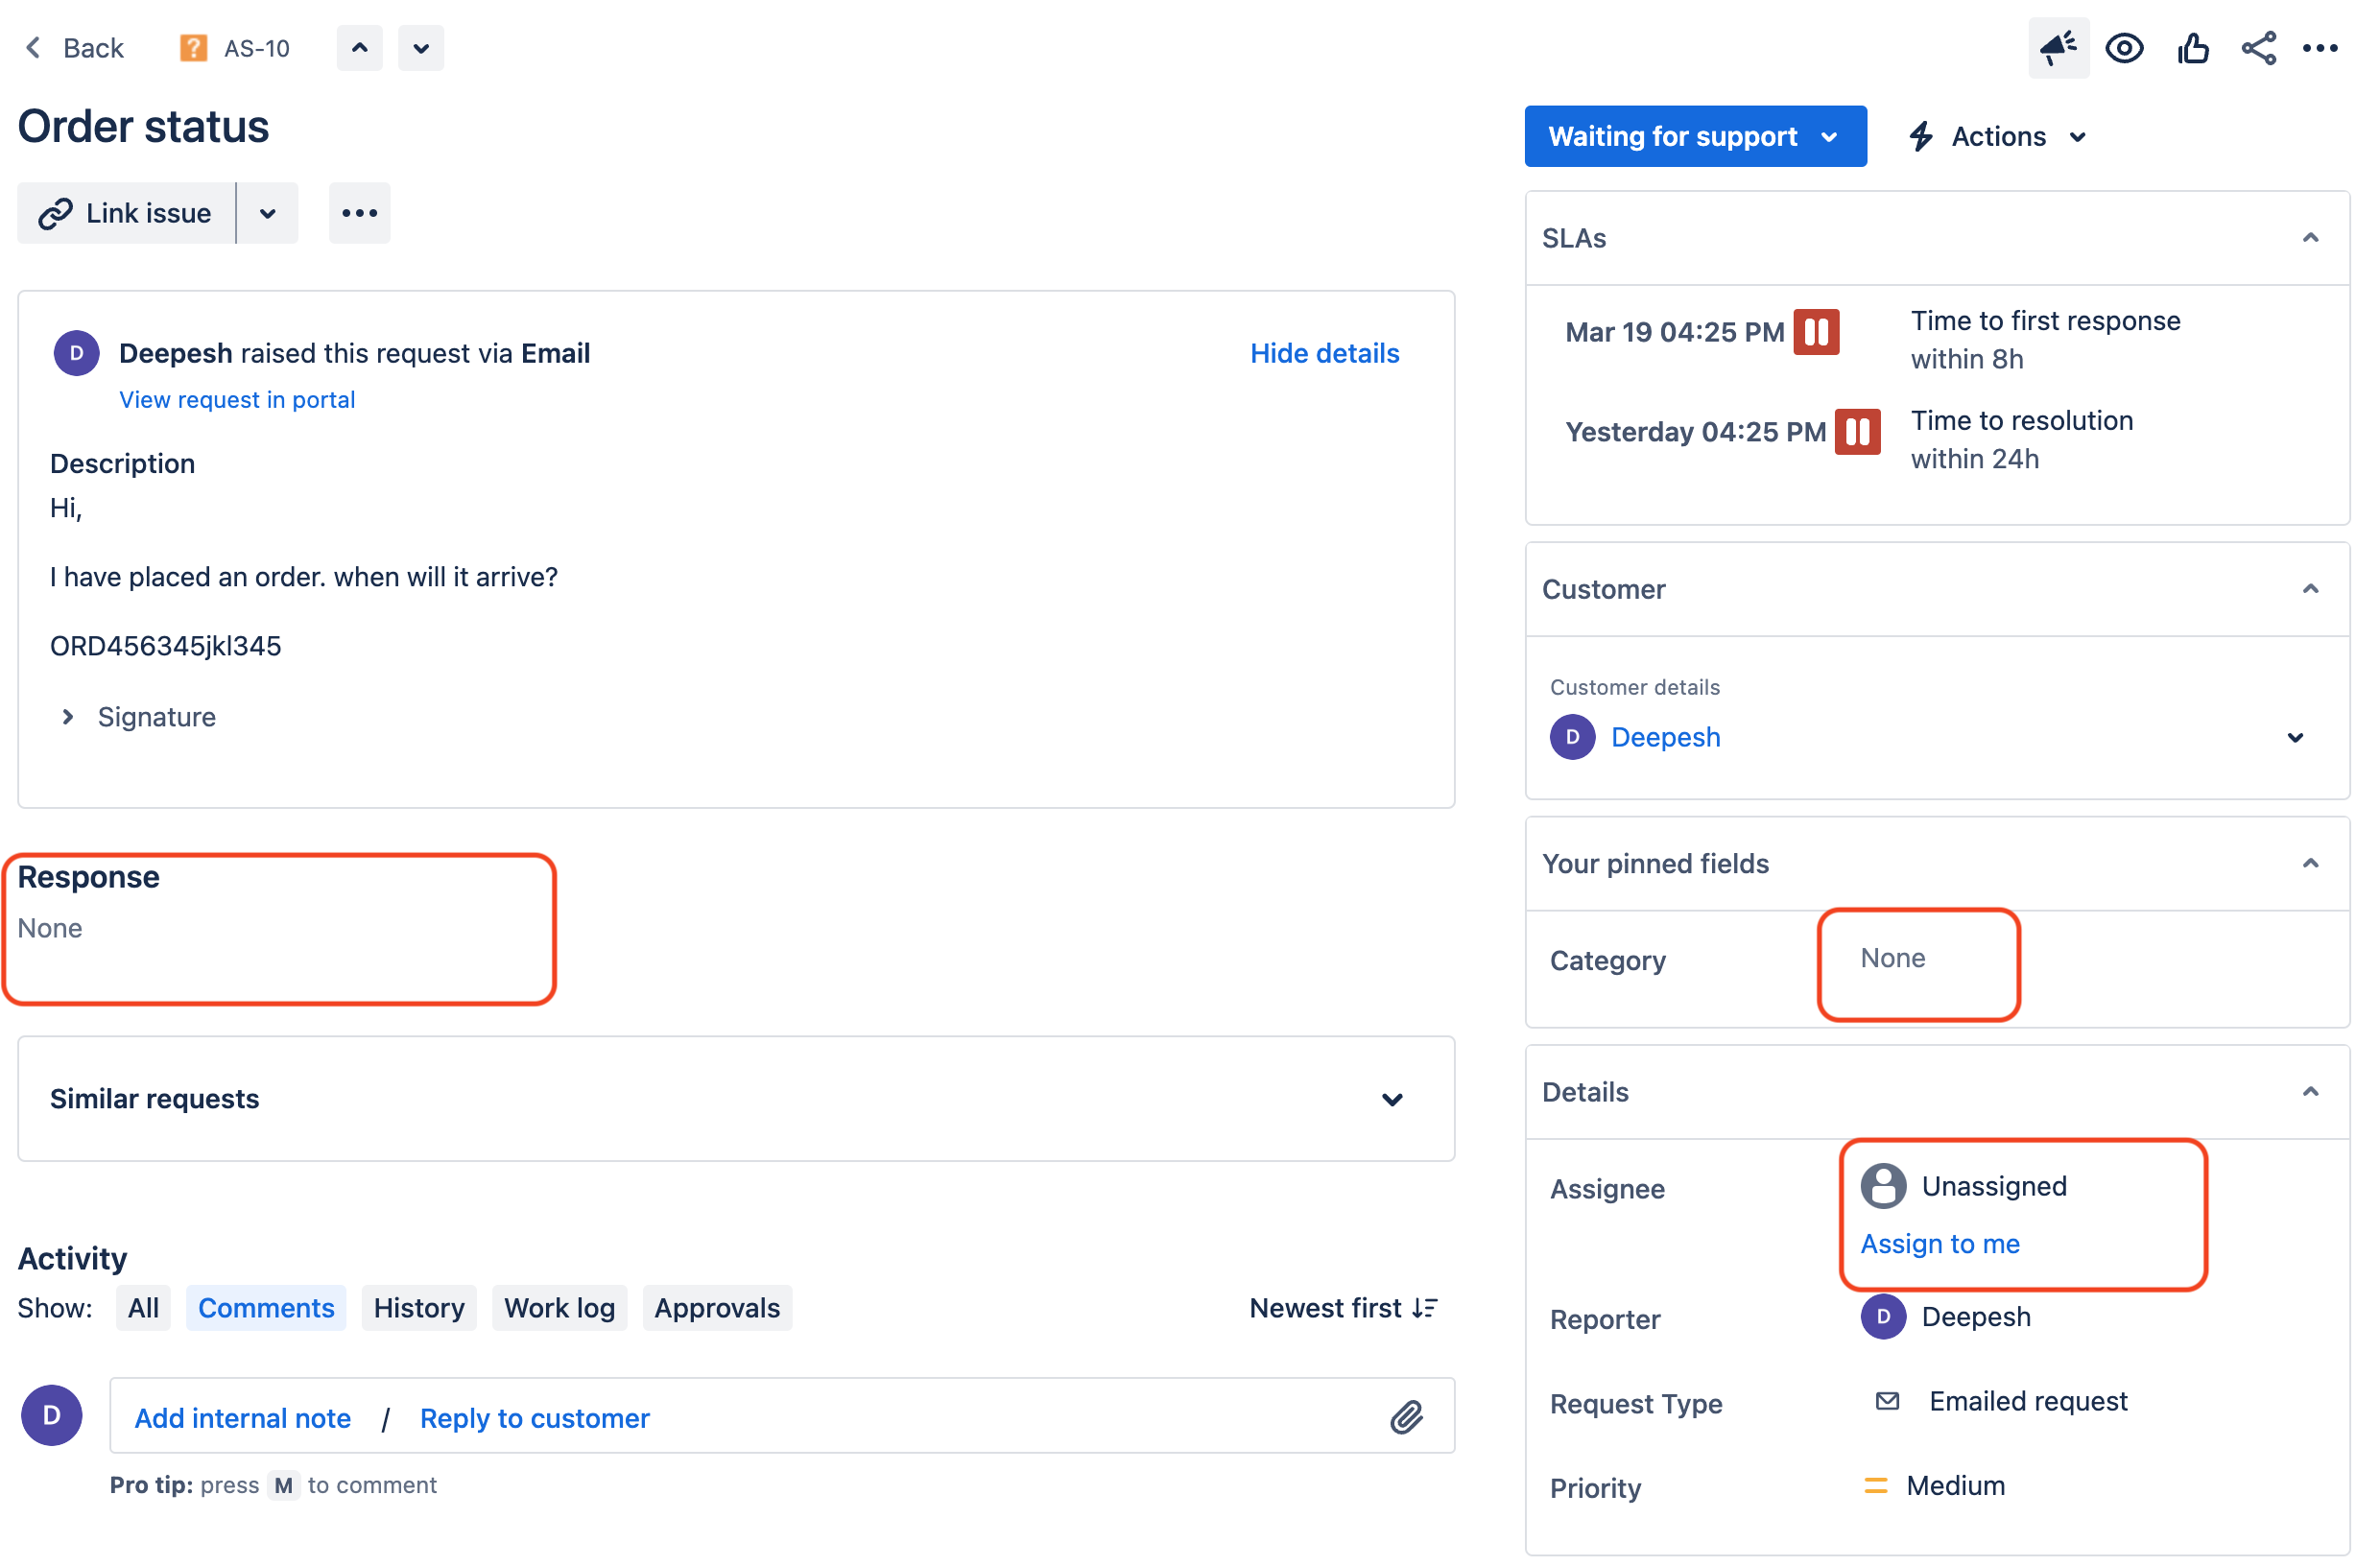 Back
? AS-10
Order status
Link issue
D
Deepesh raised this request via Email
Hide details
View request in portal
Description
Hi,
I have placed an order. when will it arrive?
ORD456345jkl345
Signature
Response
None
Similar requests
Activity
Show: All Comments History Work log Approvals
Newest first
D
Add internal note / Reply to customer
Pro tip: press M to comment
Waiting for support
Actions
SLAs
Mar 19 04:25 PM
Time to first response
within 8h
Yesterday 04:25 PM
Time to resolution
within 24h
Customer
Customer details
D Deepesh
Your pinned fields
Category None
Details
Assignee Unassigned
Assign to me
Reporter D Deepesh
Request Type Emailed request
Priority Medium